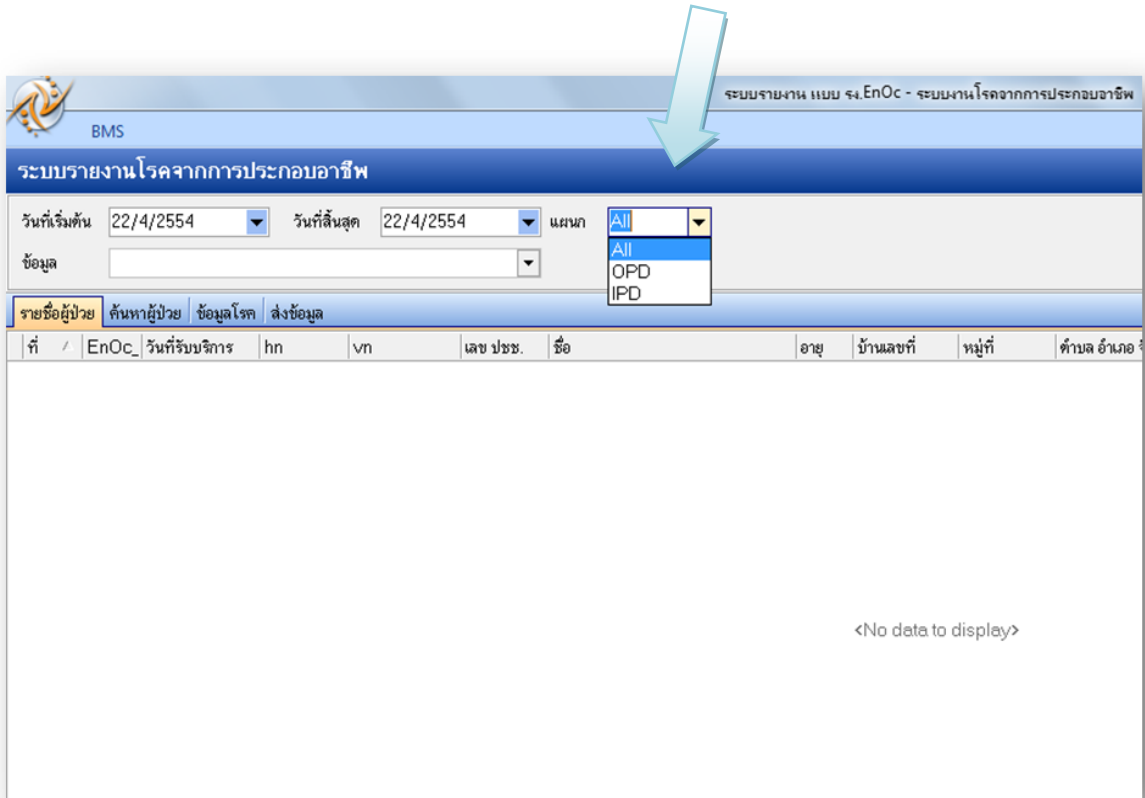 ระบบรายงาน แบบ รง.EnOc - ระบบงานโรคจากการประกอบอาชีพ
BMS
ระบบรายงานโรคจากการประกอบอาชีพ
วันที่เริ่มต้น 22/4/2554 วันที่สิ้นสุด 22/4/2554 แผนก All
All
ข้อมูล
OPD
IPD
รายชื่อผู้ป่วย ค้นหาผู้ป่วย ข้อมูลโรค ส่งข้อมูล
ที่ EnOc_ วันที่รับบริการ hn vn เลข ปชช. ชื่อ อายุ บ้านเลขที่ หมู่ที่ ตำบล อำเภอ
<No data to display>